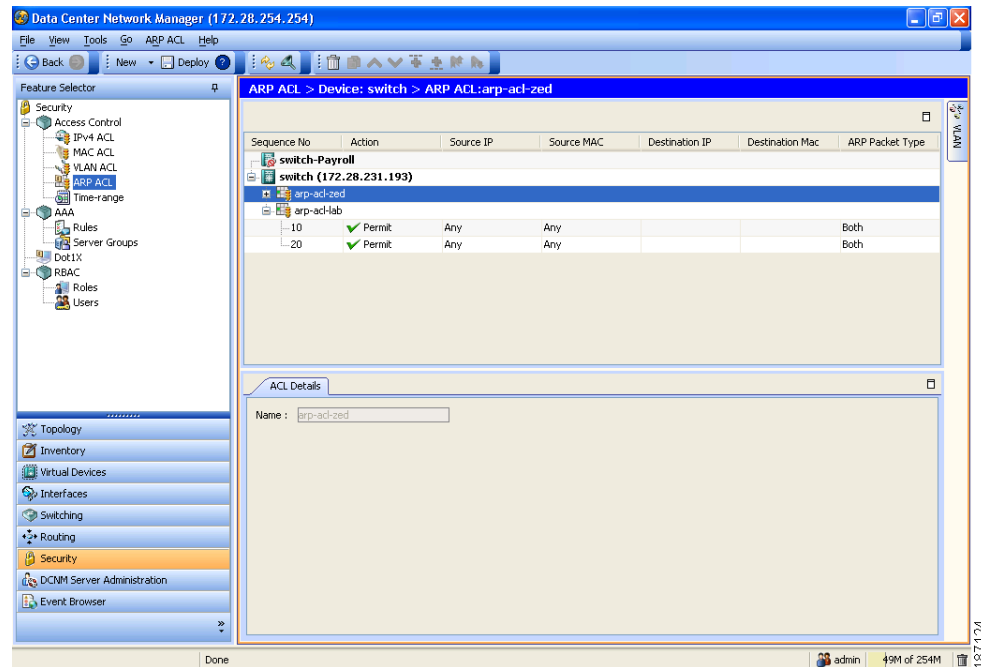 Data Center Network Manager (172.28.254.254)
File View Tools Go ARP ACL Help
Back New Deploy
Feature Selector
Security
Access Control
IPv4 ACL
MAC ACL
VLAN ACL
ARP ACL
Time-range
AAA
Rules
Server Groups
Dot1X
RBAC
Roles
Users
Topology
Inventory
Virtual Devices
Interfaces
Switching
Routing
Security
DCNM Server Administration
Event Browser
»
ARP ACL > Device: switch > ARP ACL:arp-acl-zed
Sequence No Action Source IP Source MAC Destination IP Destination Mac ARP Packet Type
switch-Payroll
switch (172.28.231.193)
arp-acl-zed
arp-acl-lab
10 Permit Any Any Both
20 Permit Any Any Both
VLAN
ACL Details
Name : arp-acl-zed
Done admin 49M of 254M
187124